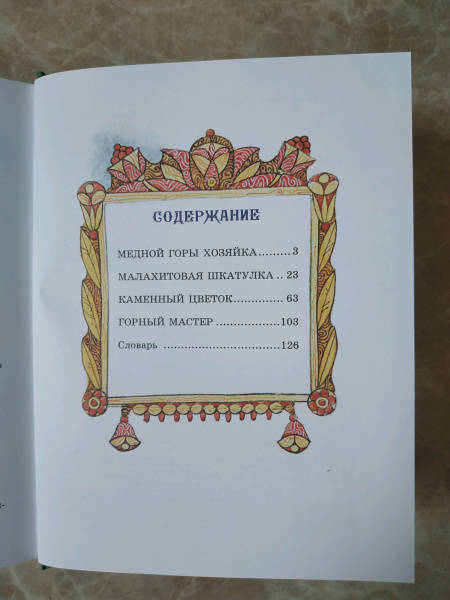 СОДЕРЖАНИЕ
МЕДНОЙ ГОРЫ ХОЗЯЙКА.........3
МАЛАХИТОВАЯ ШКАТУЛКА .. 23
КАМЕННЫЙ ЦВЕТОК.............63
ГОРНЫЙ МАСТЕР ................103
Словарь .................................126